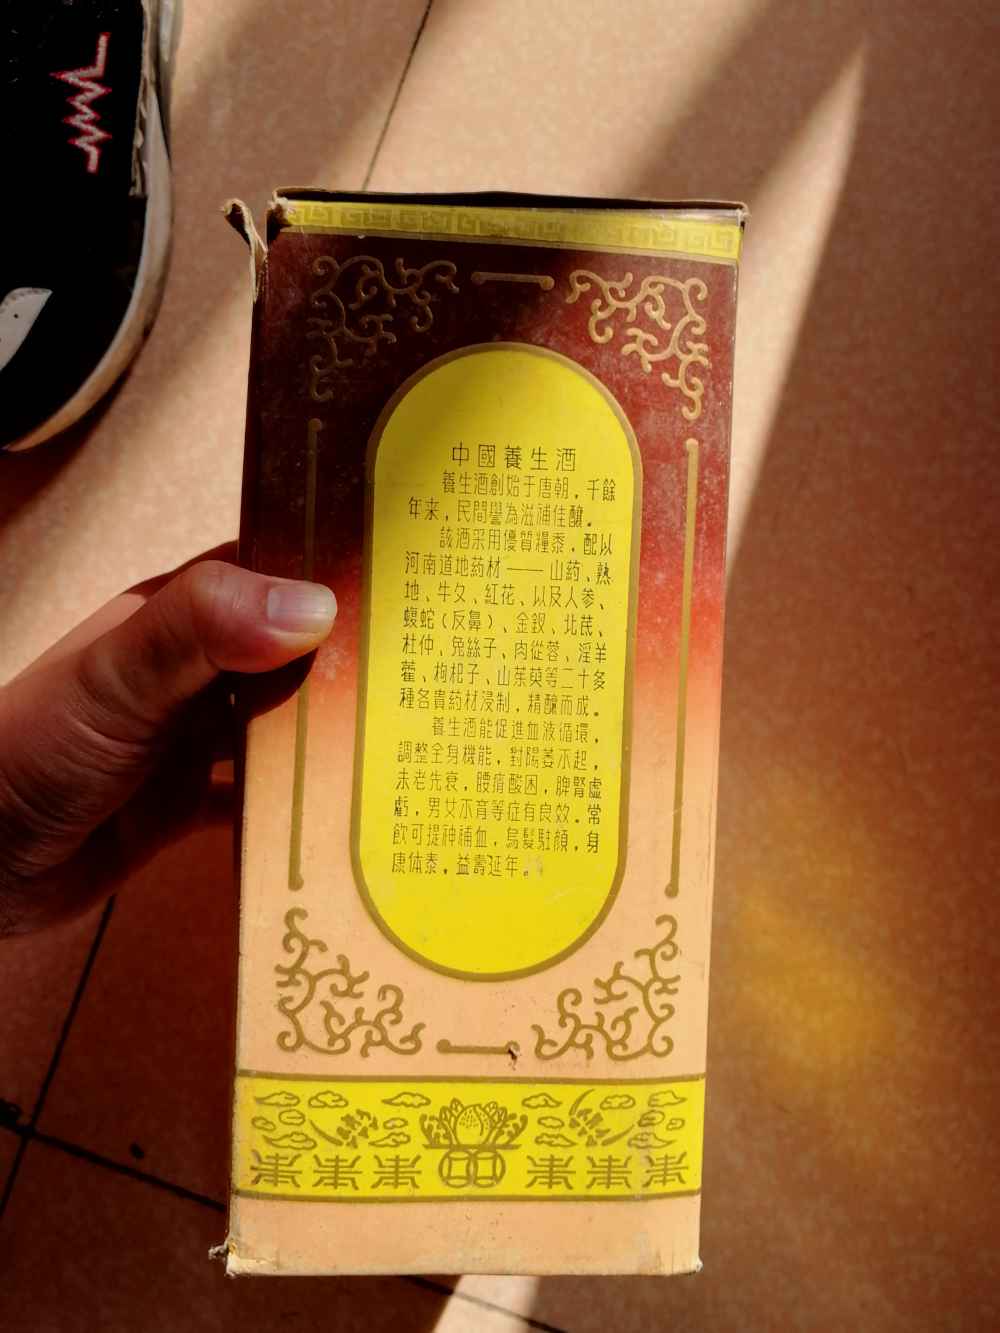 中國養生酒
養生酒創始于唐朝，千餘
年来，民間譽為滋補佳釀。
該酒采用優質糧黍，配以
河南道地药材——山药、熟
地、牛夕、紅花、以及人参、
蝮蛇（反鼻）、金釵、北芪、
杜仲、兔絲子、肉從蓉、淫羊
藿、枸杞子、山茱萸等二十多
種名貴药材浸制，精釀而成。
養生酒能促進血液循環，
調整全身機能，對陽萎不起，
未老先衰，腰痛酸困，脾腎虛
虧，男女不育等症有良效。常
飲可提神補血，烏髮駐顔，身
康体泰，益壽延年。